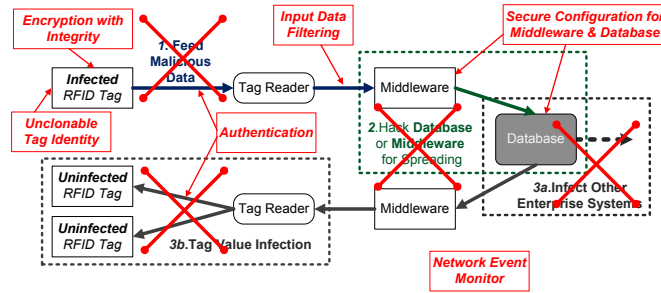 Encryption with
Integrity
1. Feed
Malicious
Data
Input Data
Filtering
Secure Configuration for
Middleware & Database
Infected
RFID Tag
Tag Reader
Middleware
Unclonable
Tag Identity
Authentication
2.Hack Database
or Middleware
for Spreading
Database
Uninfected
RFID Tag
Uninfected
RFID Tag
Tag Reader
Middleware
3a.Infect Other
Enterprise Systems
3b.Tag Value Infection
Network Event
Monitor